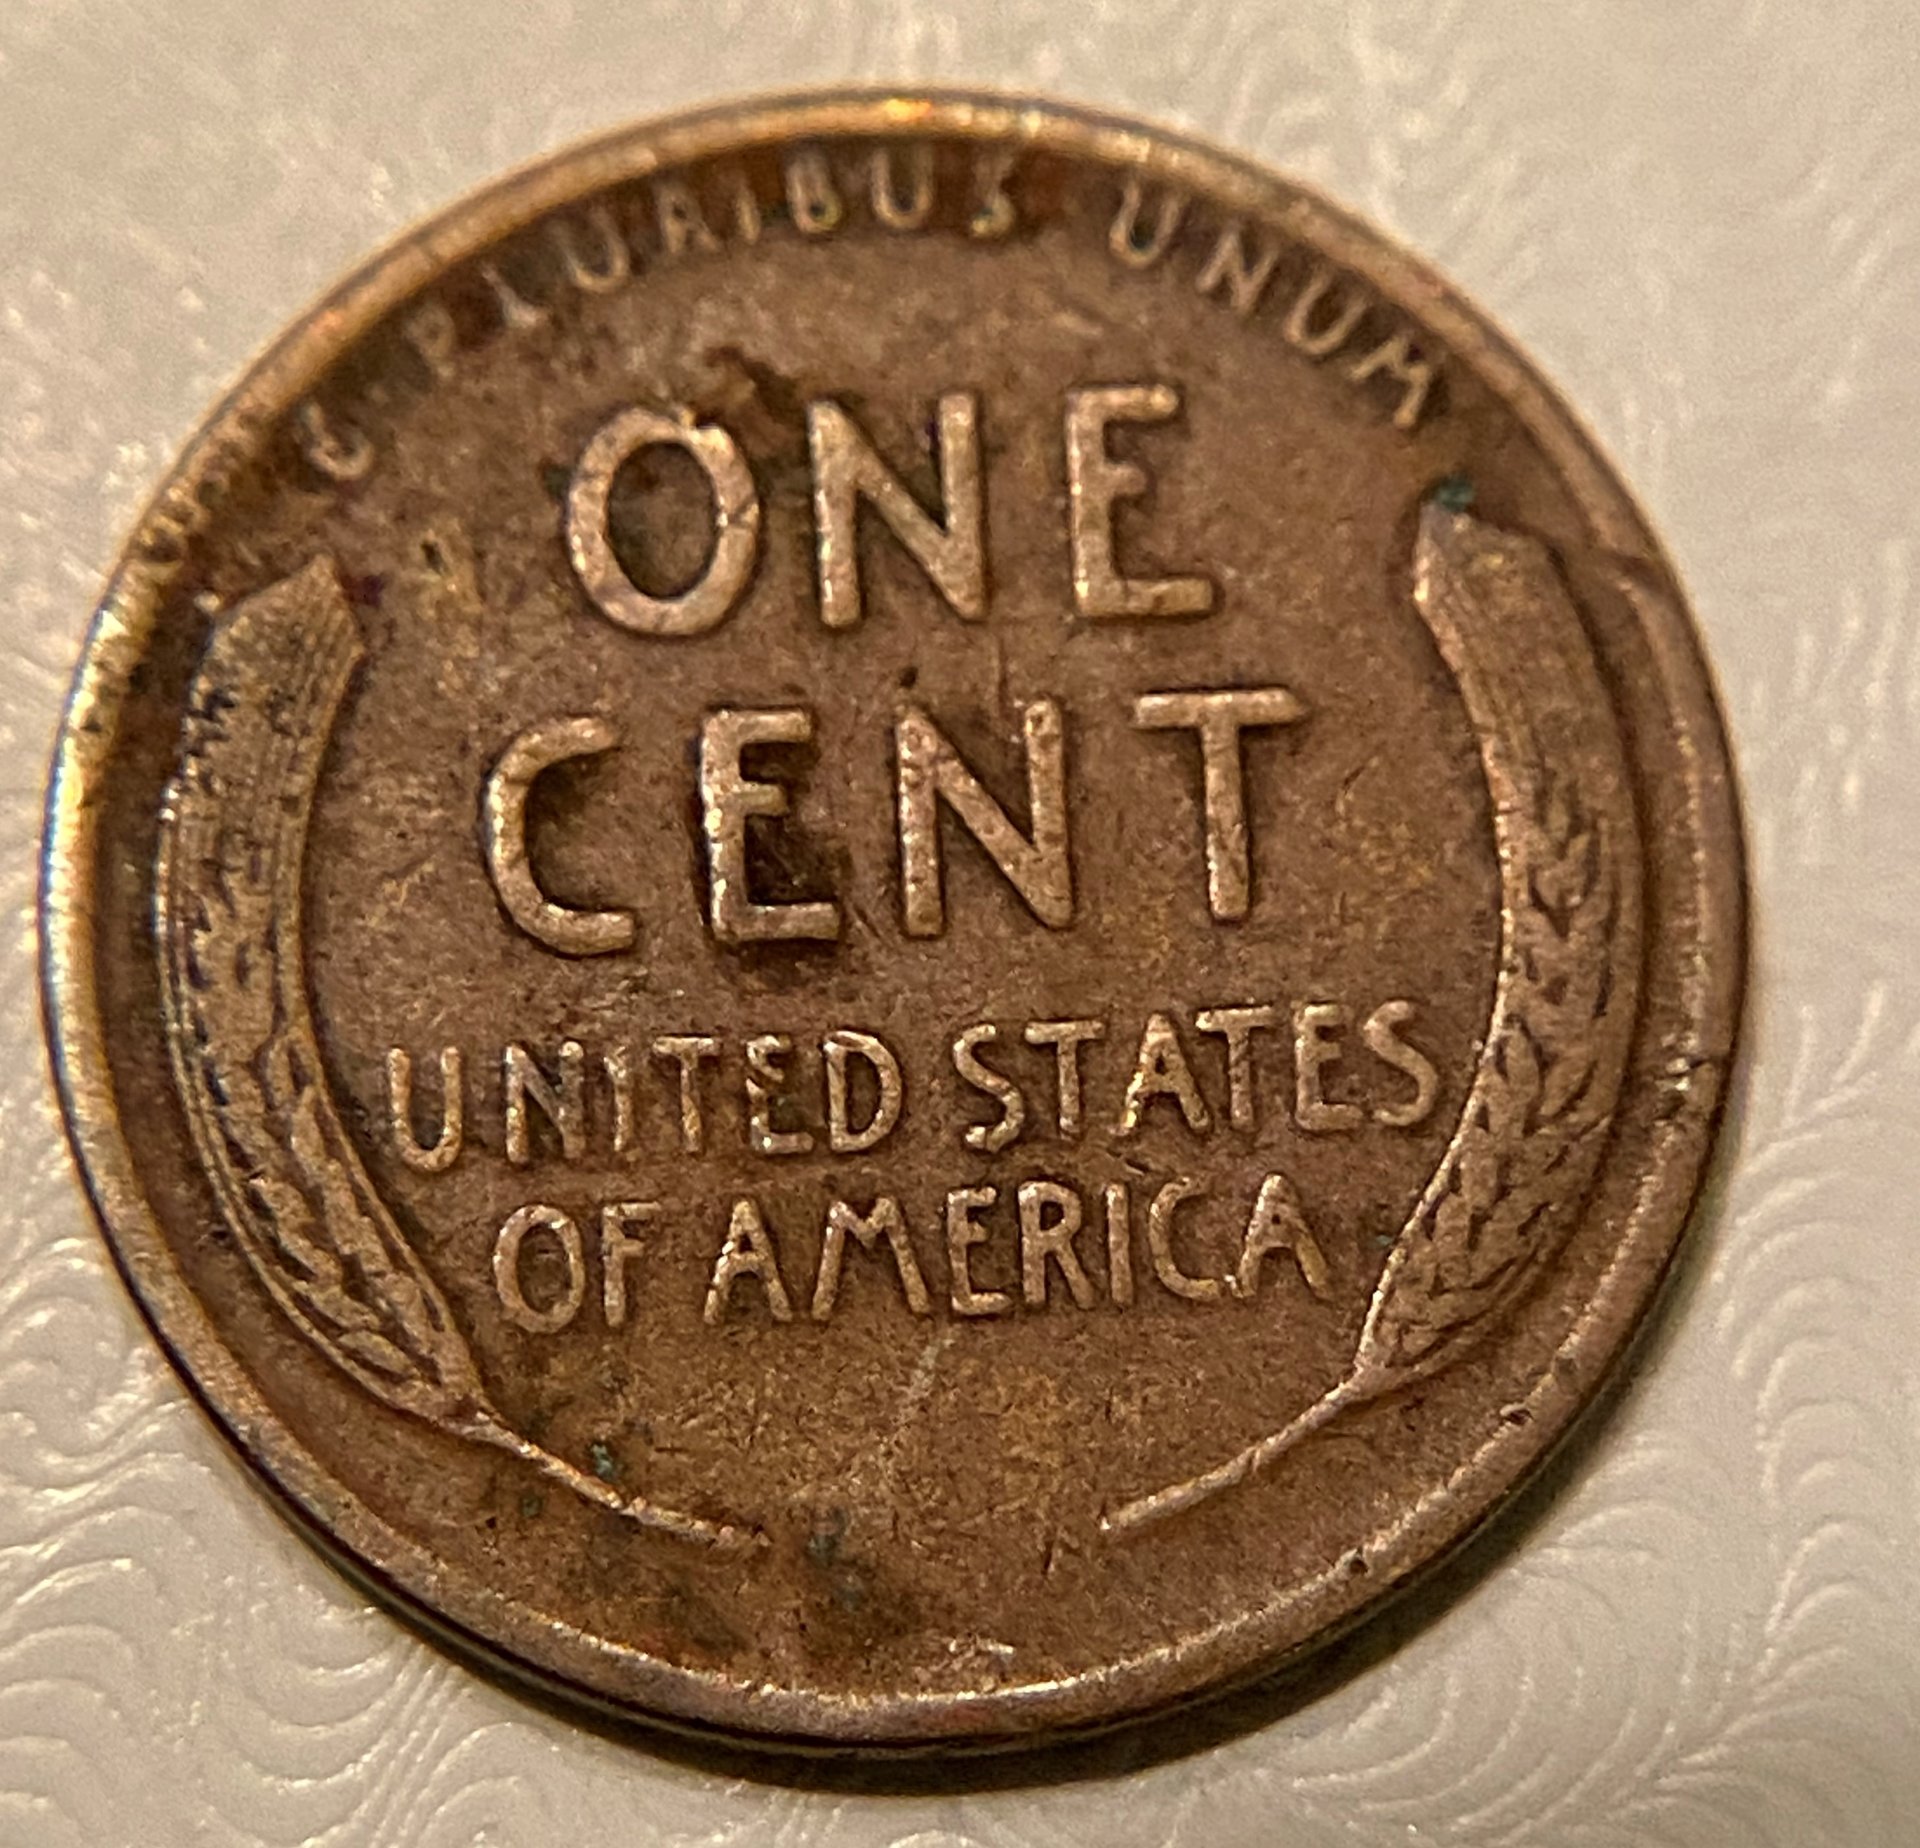 E PLURIBUS UNUM
ONE
CENT
UNITED STATES
OF AMERICA